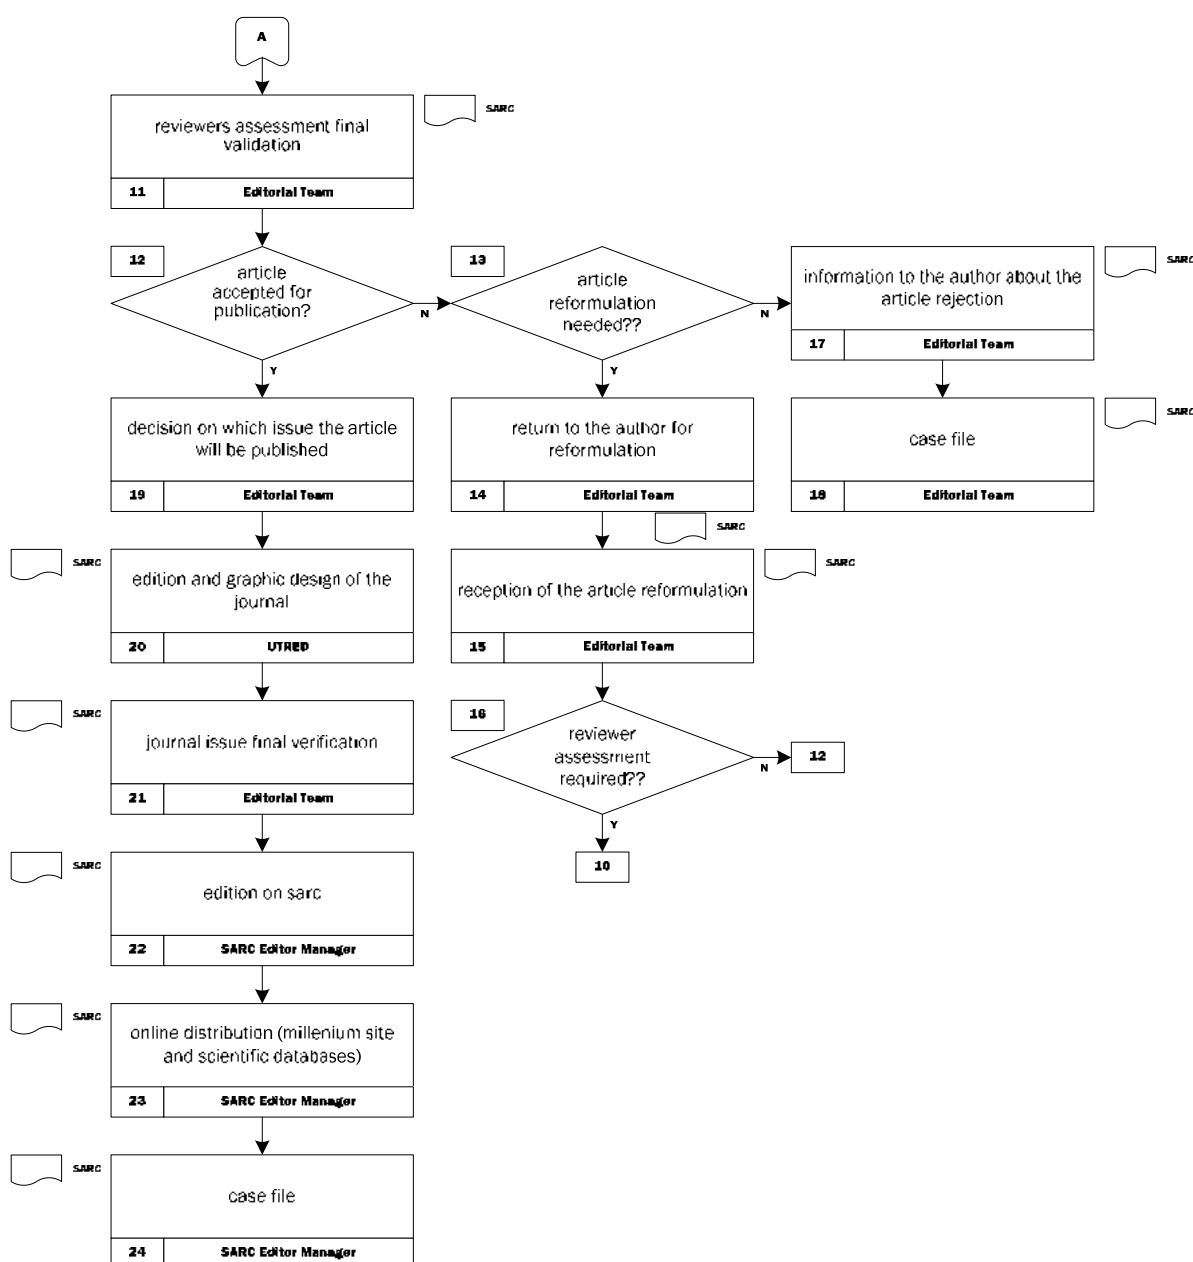 A
reviewers assessment final
validation
SARC
11
Editorial Team
12
article
accepted for
publication?
N
Y
13
article
reformulation
needed??
N
Y
information to the author about the
article rejection
SARC
17
Editorial Team
decision on which issue the article
will be published
19
Editorial Team
return to the author for
reformulation
14
Editorial Team
SARC
case file
SARC
18
Editorial Team
SARC
edition and graphic design of the
journal
20
UTRED
reception of the article reformulation
SARC
15
Editorial Team
SARC
journal issue final verification
21
Editorial Team
16
reviewer
assessment
required??
N
12
Y
10
SARC
edition on sarc
22
SARC Editor Manager
SARC
online distribution (millenium site
and scientific databases)
23
SARC Editor Manager
SARC
case file
24
SARC Editor Manager